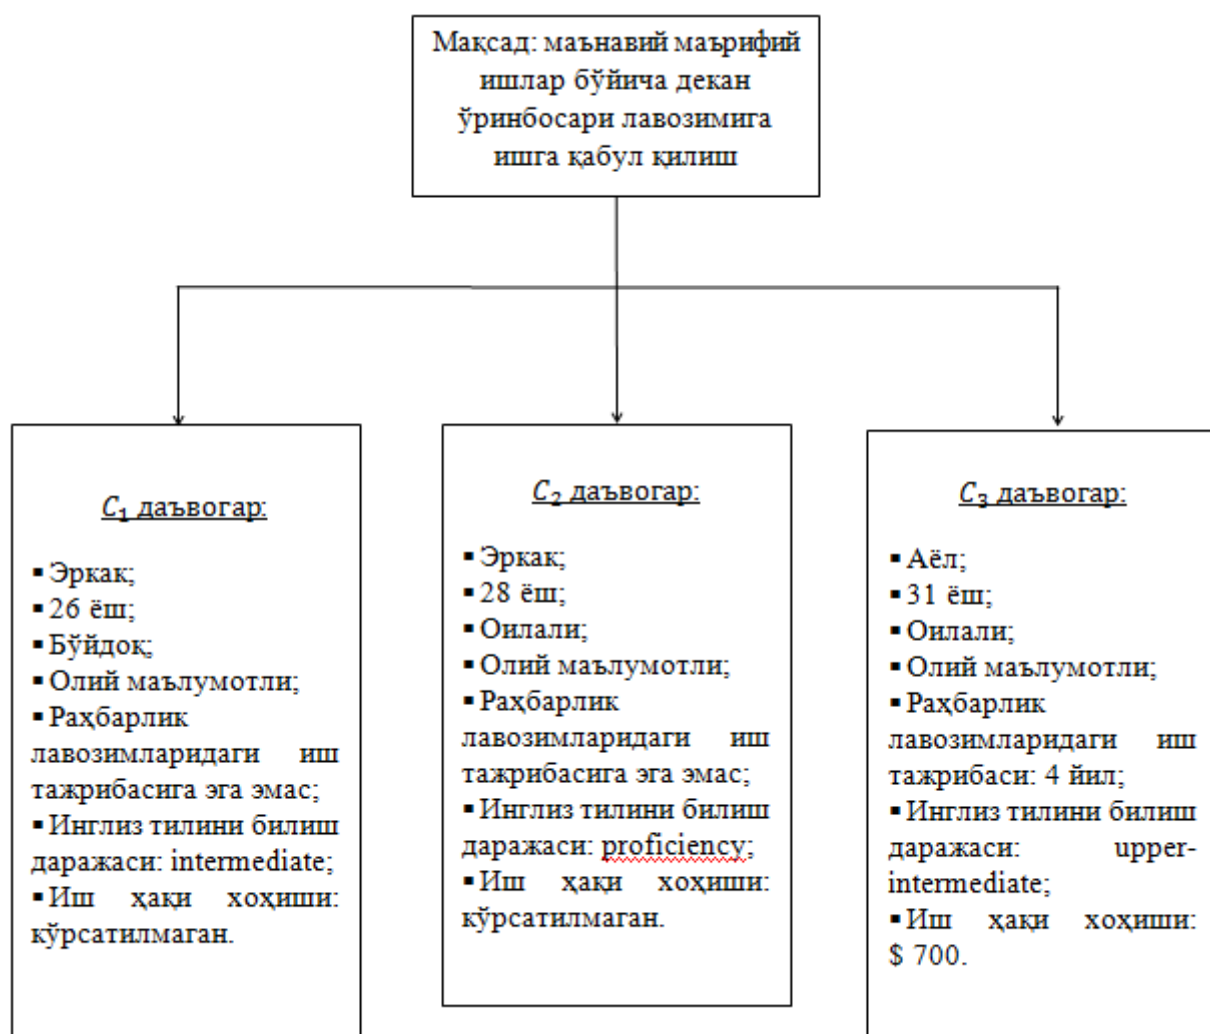 Мақсад: маънавий маърифий
ишлар бўйича декан
ўринбосари лавозимига
ишга қабул қилиш
C₁ даъвогар:
▪ Эркак;
▪ 26 ёш;
▪ Бўйдоқ;
▪ Олий маълумотли;
▪ Раҳбарлик
лавозимларидаги иш
тажрибасига эга эмас;
▪ Инглиз тилини билиш
даражаси: intermediate;
▪ Иш ҳақи хоҳиши:
кўрсатилмаган.
C₂ даъвогар:
▪ Эркак;
▪ 28 ёш;
▪ Оилали;
▪ Олий маълумотли;
▪ Раҳбарлик
лавозимларидаги иш
тажрибасига эга эмас;
▪ Инглиз тилини билиш
даражаси: proficiency;
▪ Иш ҳақи хоҳиши:
кўрсатилмаган.
C₃ даъвогар:
▪ Аёл;
▪ 31 ёш;
▪ Оилали;
▪ Олий маълумотли;
▪ Раҳбарлик
лавозимларидаги иш
тажрибаси: 4 йил;
▪ Инглиз тилини билиш
даражаси: upper-
intermediate;
▪ Иш ҳақи хоҳиши:
$ 700.